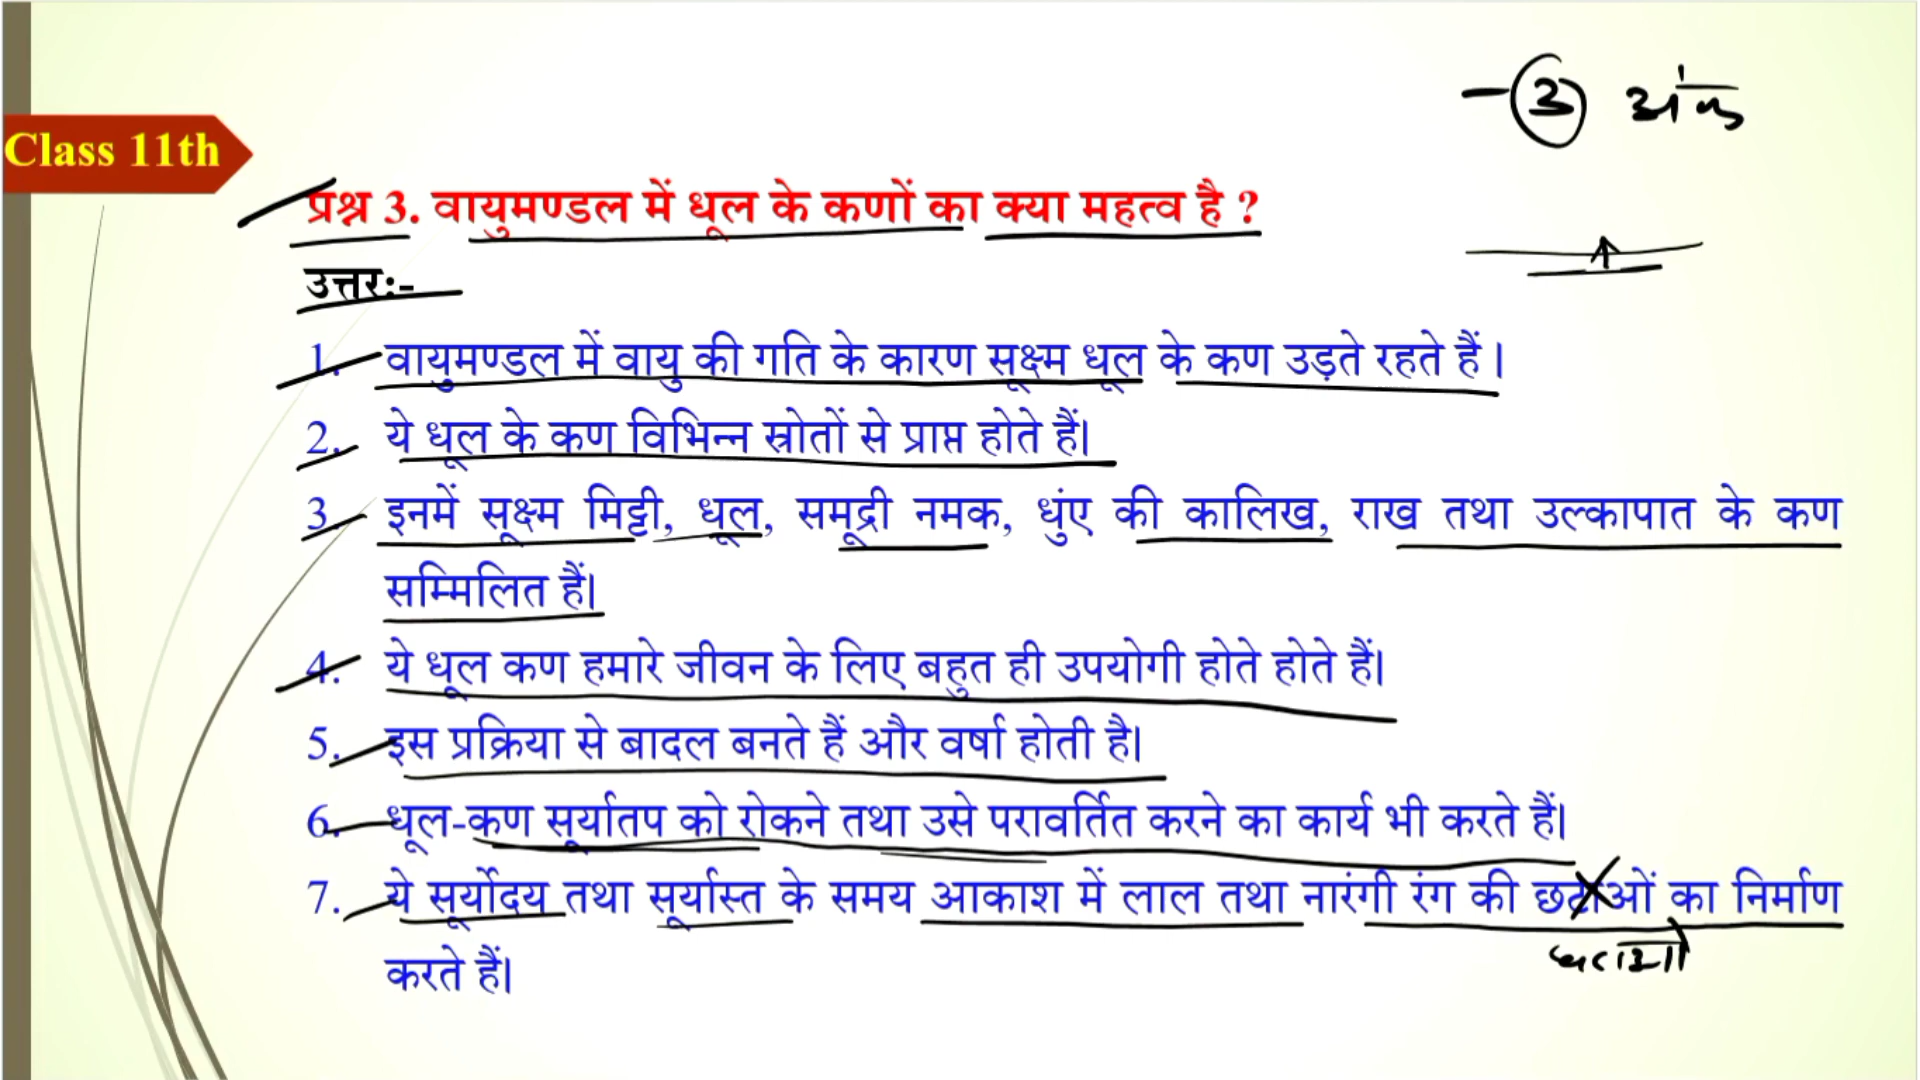 - 3 अंक
Class 11th
प्रश्न 3. वायुमण्डल में धूल के कणों का क्या महत्व है ?
उत्तरः-
1. वायुमण्डल में वायु की गति के कारण सूक्ष्म धूल के कण उड़ते रहते हैं ।
2. ये धूल के कण विभिन्न स्रोतों से प्राप्त होते हैं।
3. इनमें सूक्ष्म मिट्टी, धूल, समूद्री नमक, धुंए की कालिख, राख तथा उल्कापात के कण
सम्मिलित हैं।
4. ये धूल कण हमारे जीवन के लिए बहुत ही उपयोगी होते होते हैं।
5. इस प्रक्रिया से बादल बनते हैं और वर्षा होती है।
6. धूल-कण सूर्यातप को रोकने तथा उसे परावर्तित करने का कार्य भी करते हैं।
7. ये सूर्योदय तथा सूर्यास्त के समय आकाश में लाल तथा नारंगी रंग की छटाओं का निर्माण
करते हैं।